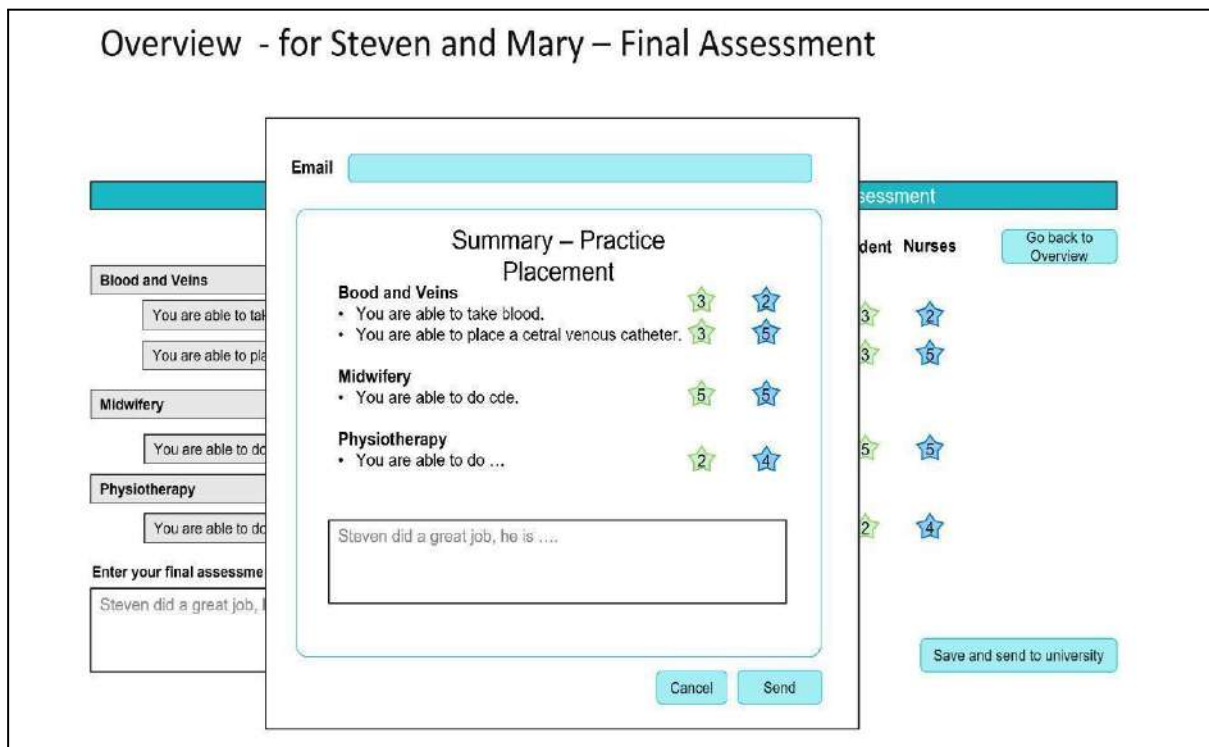 Overview - for Steven and Mary – Final Assessment
Email
sessment
Summary – Practice
Placement
dent Nurses
Go back to
Overview
Blood and Veins
You are able to tak
You are able to pla
Midwifery
You are able to do
Physiotherapy
You are able to do
Enter your final assessme
Steven did a great job,
Bood and Veins
• You are able to take blood. 3 2
• You are able to place a cetral venous catheter. 3 5
Midwifery
• You are able to do cde. 5 5
Physiotherapy
• You are able to do ... 2 4
Steven did a great job, he is ....
Cancel
Send
3 2
3 5
5 5
2 4
Save and send to university